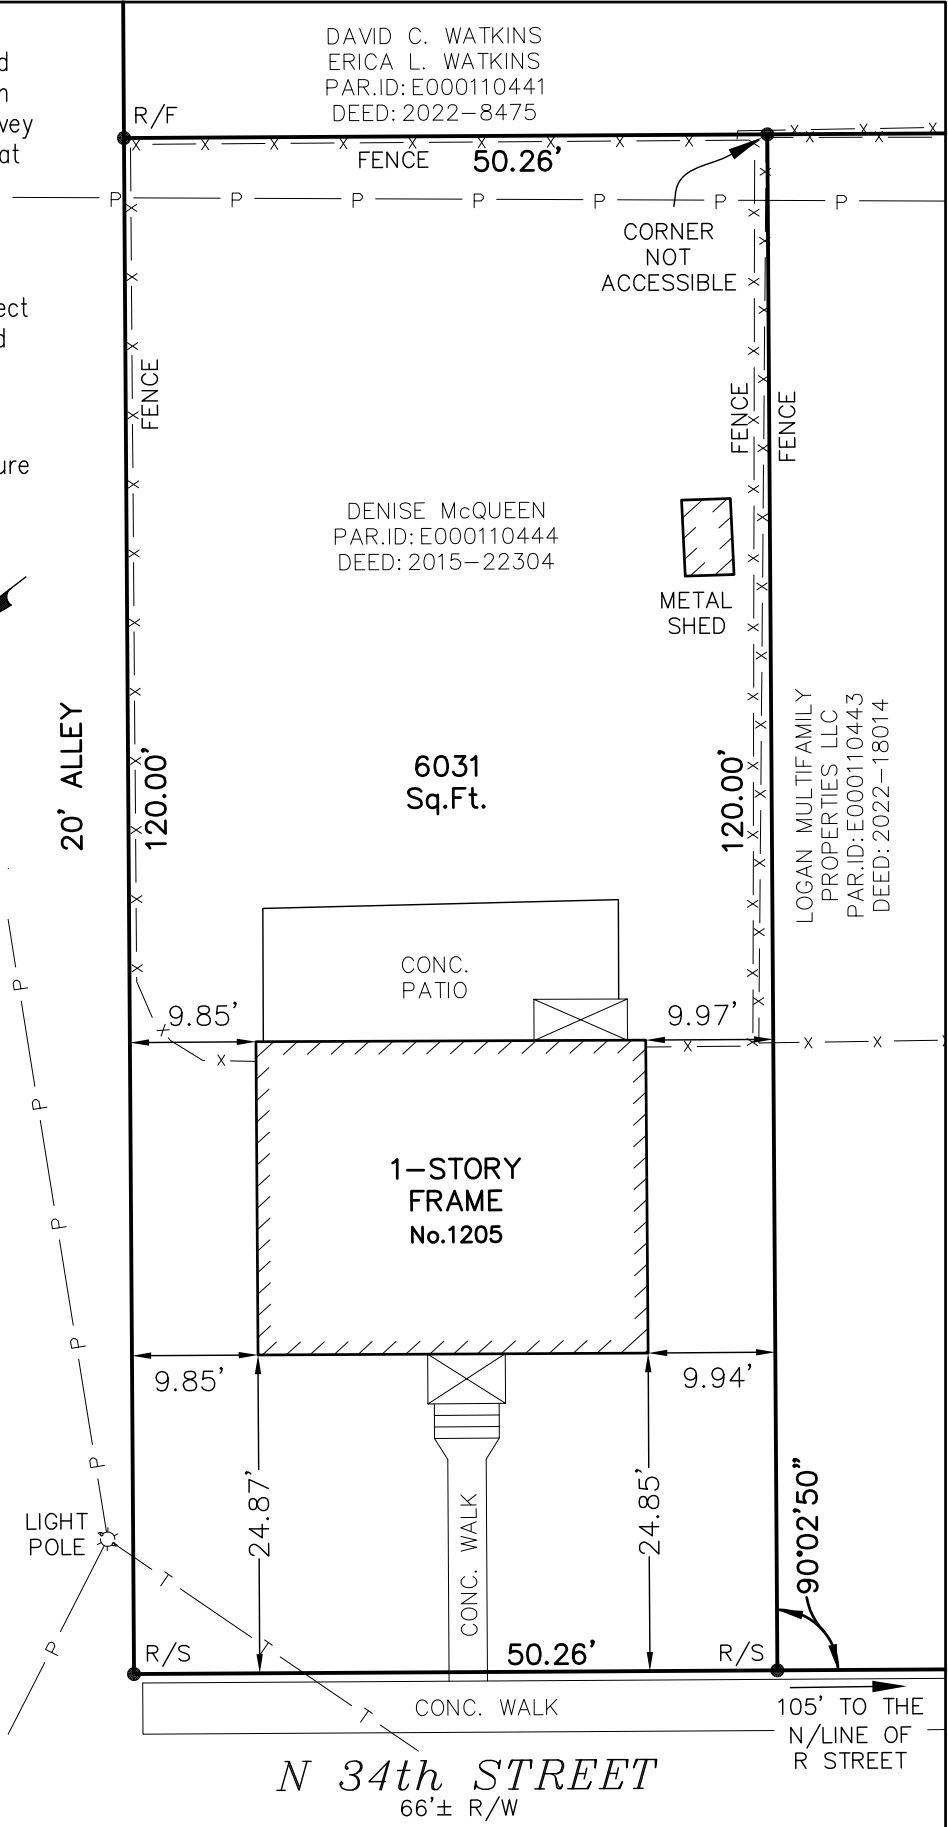 DAVID C. WATKINS
ERICA L. WATKINS
PAR.ID:E000110441
DEED:2022-8475
d
n
vey
at
R/F
FENCE
50.26'
P P P P P P P
CORNER
NOT
ACCESSIBLE
ect
d
ure
FENCE
FENCE
FENCE
DENISE McQUEEN
PAR.ID:E000110444
DEED:2015-22304
METAL
SHED
20' ALLEY
120.00'
6031
Sq.Ft.
120.00'
LOGAN MULTIFAMILY
PROPERTIES LLC
PAR.ID:E000110443
DEED:2022-18014
CONC.
PATIO
9.85'
9.97'
1-STORY
FRAME
No.1205
9.85'
9.94'
24.87'
24.85'
CONC. WALK
90°02'50"
LIGHT
POLE
R/S
50.26'
R/S
CONC. WALK
105' TO THE
N/LINE OF
R STREET
N 34th STREET
66'± R/W